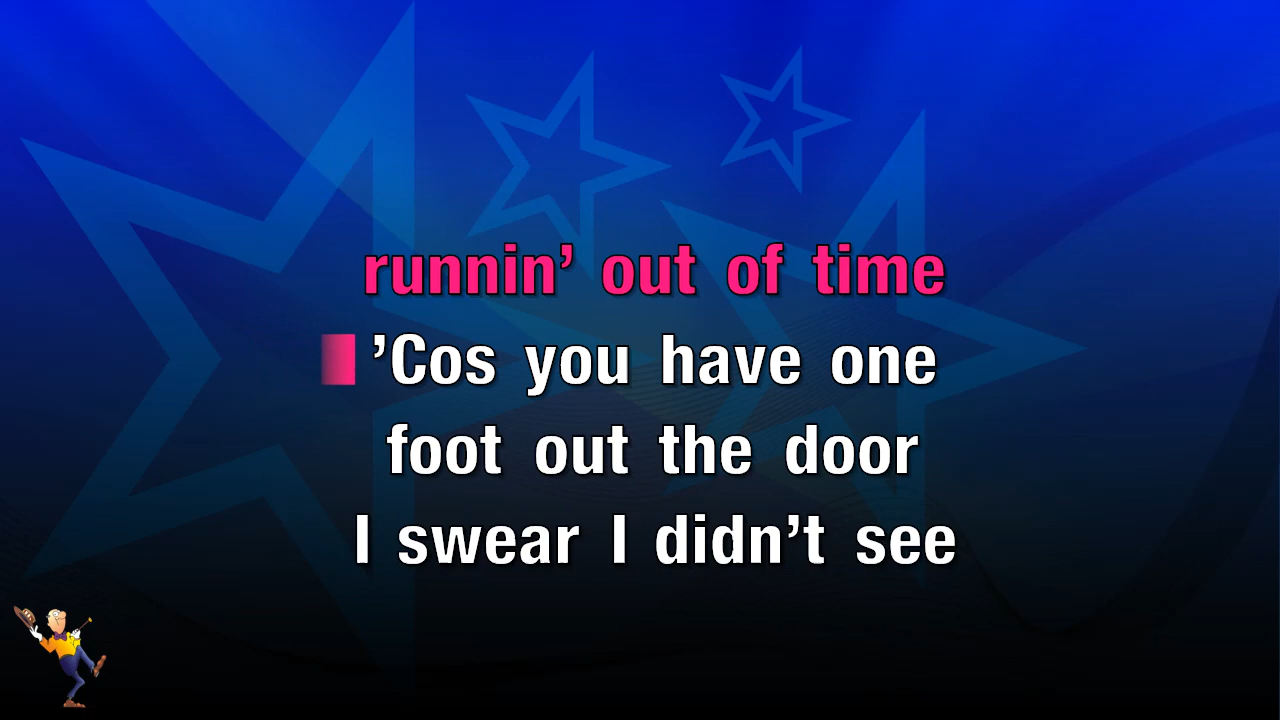 runnin’ out of time
’Cos you have one
foot out the door
I swear I didn’t see